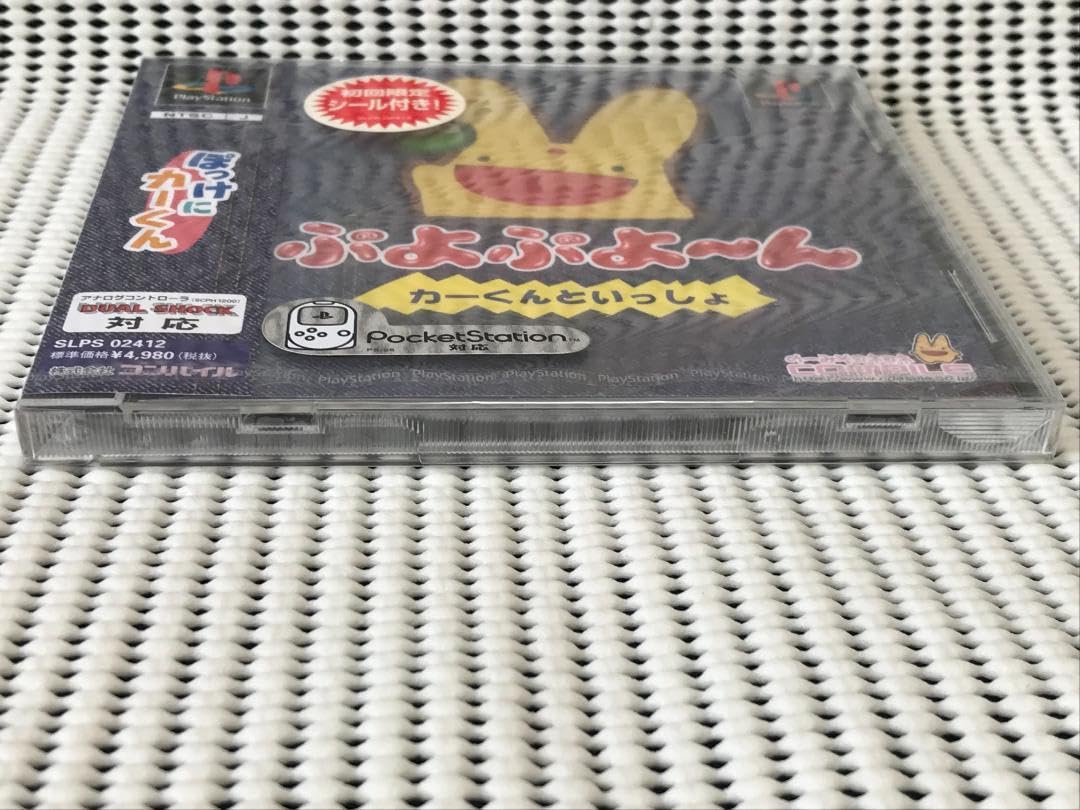 PlayStation
NTSC J
ぽっけに
カーくん
アナログコントローラ(SCPH 1200)
DUAL SHOCK
対応
SLPS 02412
標準価格¥4,980(税抜)
株式会社 コンパイル
初回限定
シール付き!
ぷよぷよ〜ん
カーくんといっしょ
PocketStation™
対応
PlayStation PlayStation PlayStation PlayStation PlayStation
COMPILE